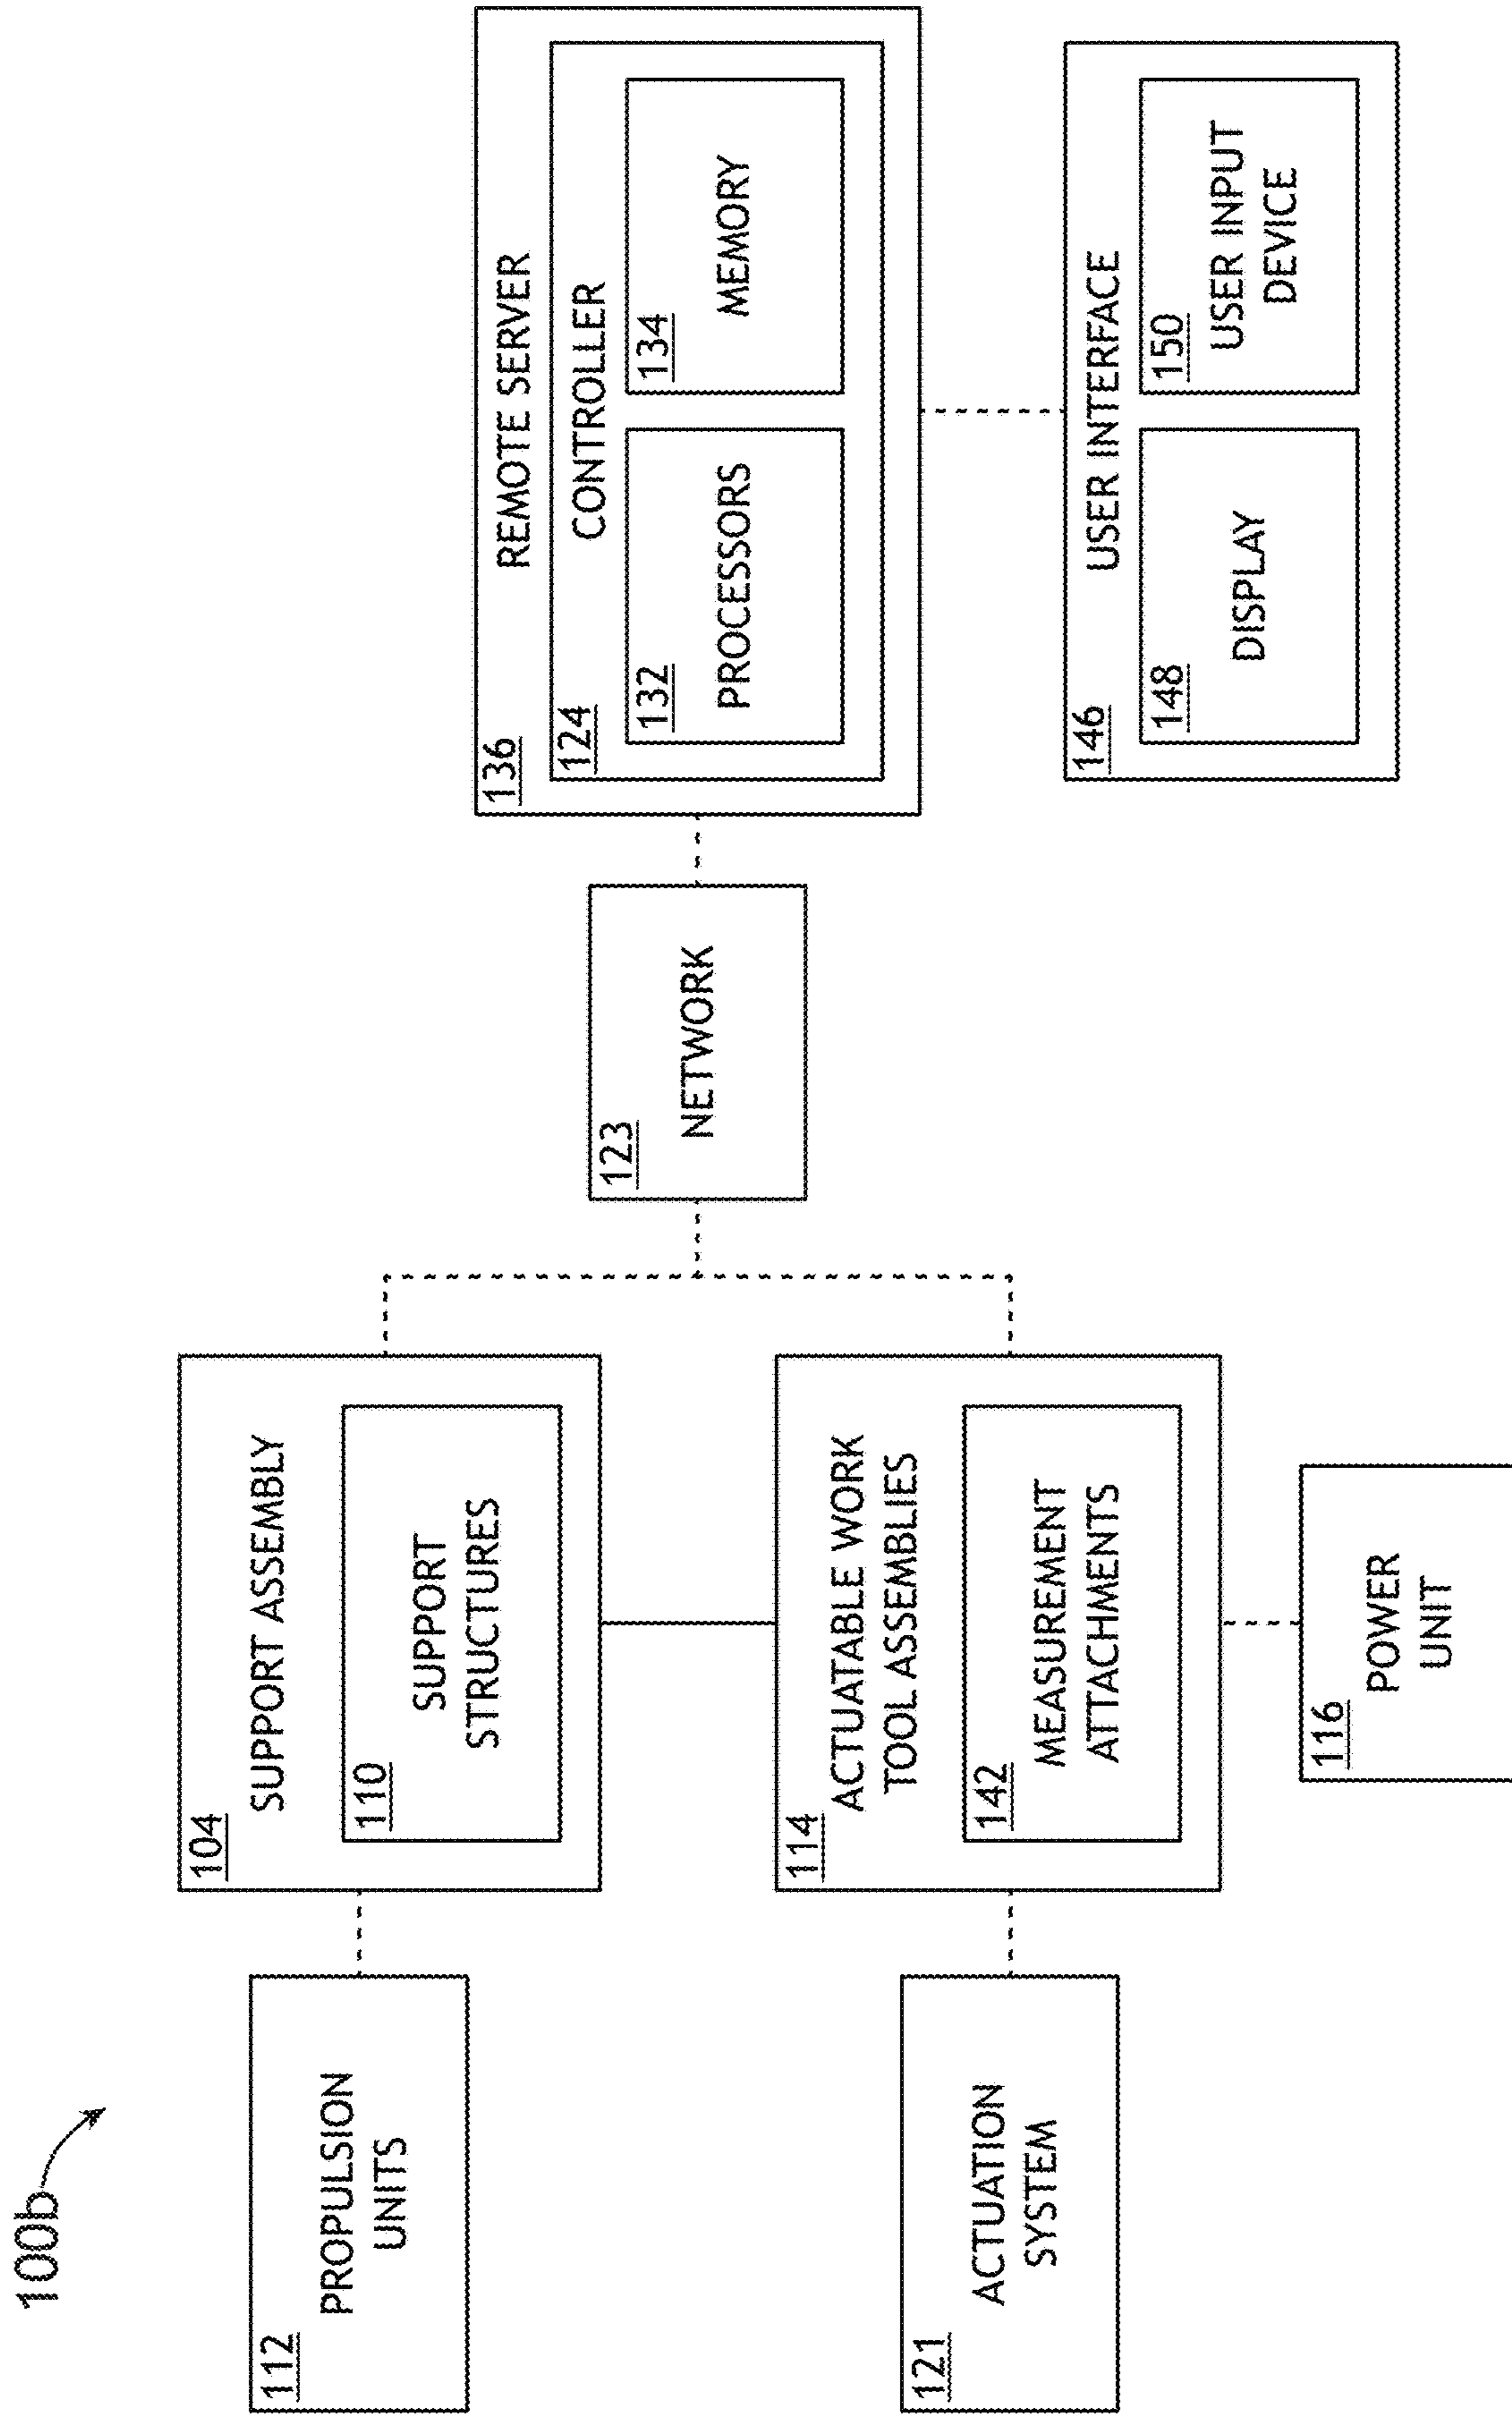 100b
112
PROPULSION
UNITS
104
SUPPORT ASSEMBLY
110
SUPPORT
STRUCTURES
121
ACTUATION
SYSTEM
114
ACTUATABLE WORK
TOOL ASSEMBLIES
142
MEASUREMENT
ATTACHMENTS
116
POWER
UNIT
123
NETWORK
136
REMOTE SERVER
124
CONTROLLER
132
PROCESSORS
134
MEMORY
146
USER INTERFACE
148
DISPLAY
150
USER INPUT
DEVICE